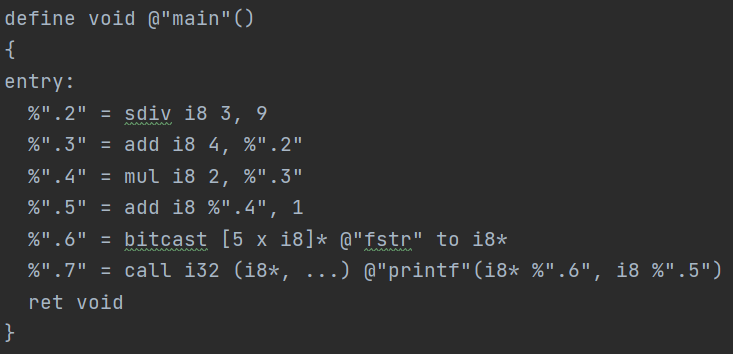 define void @"main"()
{
entry:
  %".2" = sdiv i8 3, 9
  %".3" = add i8 4, %".2"
  %".4" = mul i8 2, %".3"
  %".5" = add i8 %".4", 1
  %".6" = bitcast [5 x i8]* @"fstr" to i8*
  %".7" = call i32 (i8*, ...) @"printf"(i8* %".6", i8 %".5")
  ret void
}